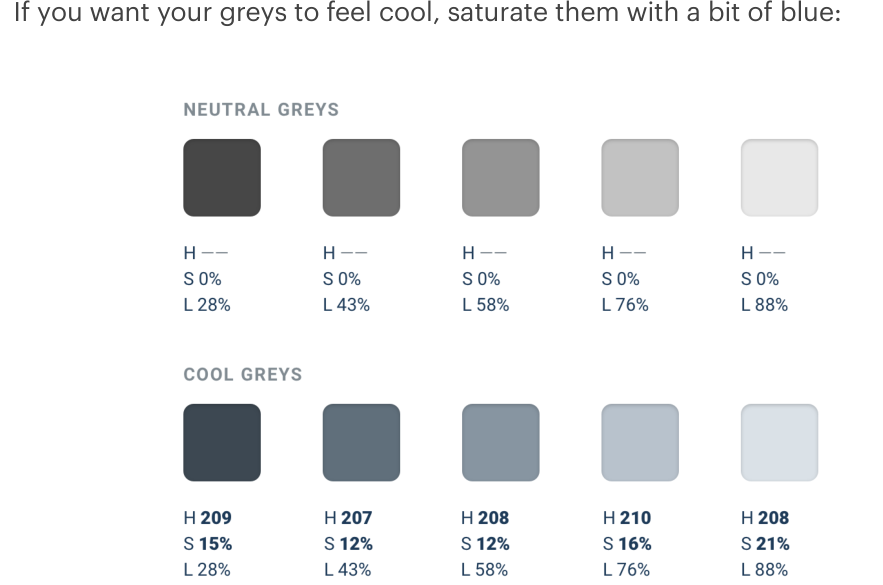 If you want your greys to feel cool, saturate them with a bit of blue:
NEUTRAL GREYS
H —— H —— H —— H —— H ——
S 0% S 0% S 0% S 0% S 0%
L 28% L 43% L 58% L 76% L 88%
COOL GREYS
H 209 H 207 H 208 H 210 H 208
S 15% S 12% S 12% S 16% S 21%
L 28% L 43% L 58% L 76% L 88%